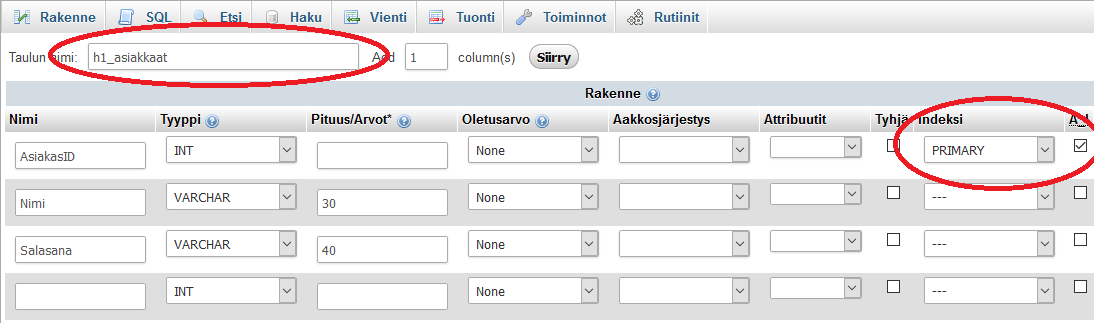 Rakenne SQL Etsi Haku Vienti Tuonti Toiminnot Rutiinit
Taulun nimi: h1_asiakkaat Add 1 column(s) Siirry
Rakenne
Nimi Tyyppi Pituus/Arvot* Oletusarvo Aakkosjärjestys Attribuutit Tyhjä Indeksi A_I
AsiakasID INT None PRIMARY
Nimi VARCHAR 30 None ---
Salasana VARCHAR 40 None ---
INT None ---